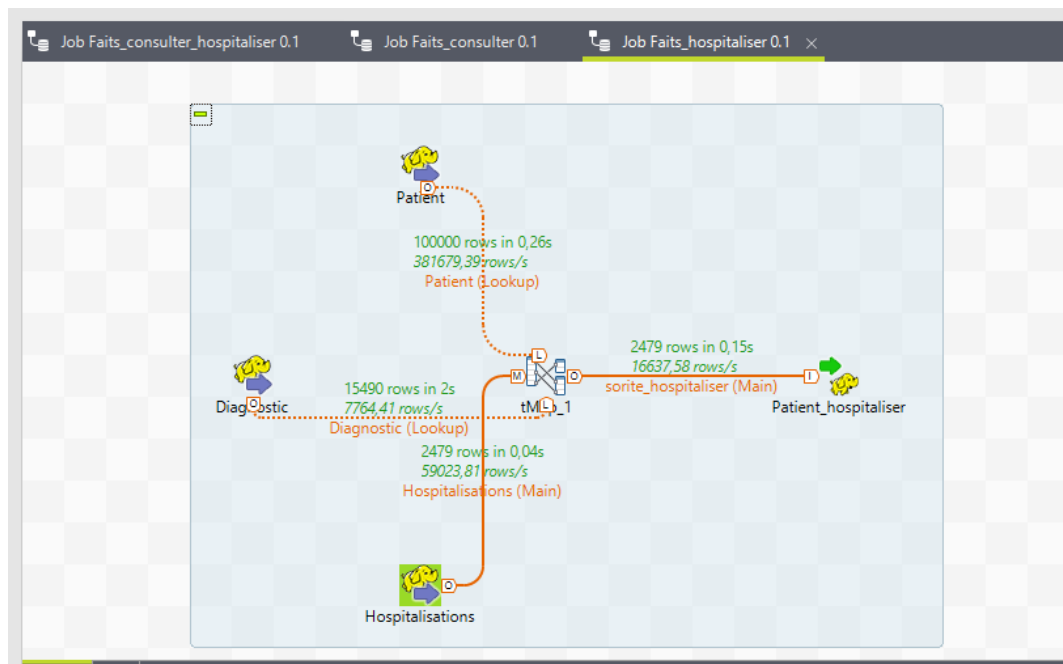 Job Faits_consulter_hospitaliser 0.1
Job Faits_consulter 0.1
Job Faits_hospitaliser 0.1
Patient
100000 rows in 0,26s
381679,39 rows/s
Patient (Lookup)
2479 rows in 0,15s
16637,58 rows/s
sorite_hospitaliser (Main)
Patient_hospitaliser
L
M
O
I
Diagnostic
O
15490 rows in 2s
7764,41 rows/s
Diagnostic (Lookup)
tMap_1
L
2479 rows in 0,04s
59023,81 rows/s
Hospitalisations (Main)
O
Hospitalisations
O